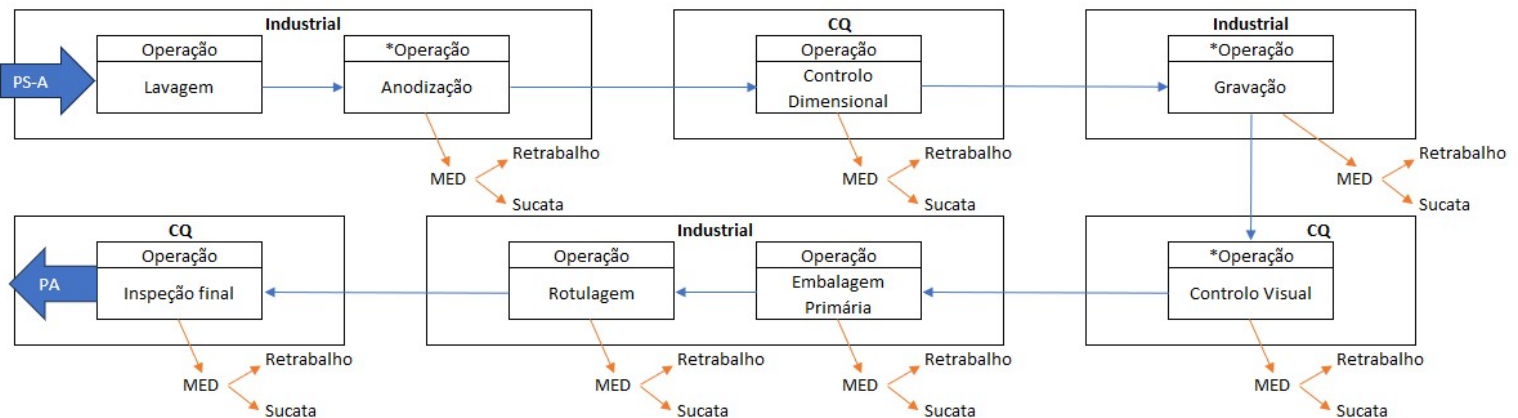 Industrial
CQ
Industrial
Operação
*Operação
Operação
*Operação
PS-A
Lavagem
Anodização
Controlo
Dimensional
Gravação
Retrabalho
Retrabalho
Retrabalho
MED
MED
MED
Sucata
Sucata
Sucata
CQ
Industrial
CQ
Operação
Operação
Operação
*Operação
PA
Inspeção final
Rotulagem
Embalagem
Primária
Controlo Visual
Retrabalho
Retrabalho
Retrabalho
Retrabalho
MED
MED
MED
MED
Sucata
Sucata
Sucata
Sucata